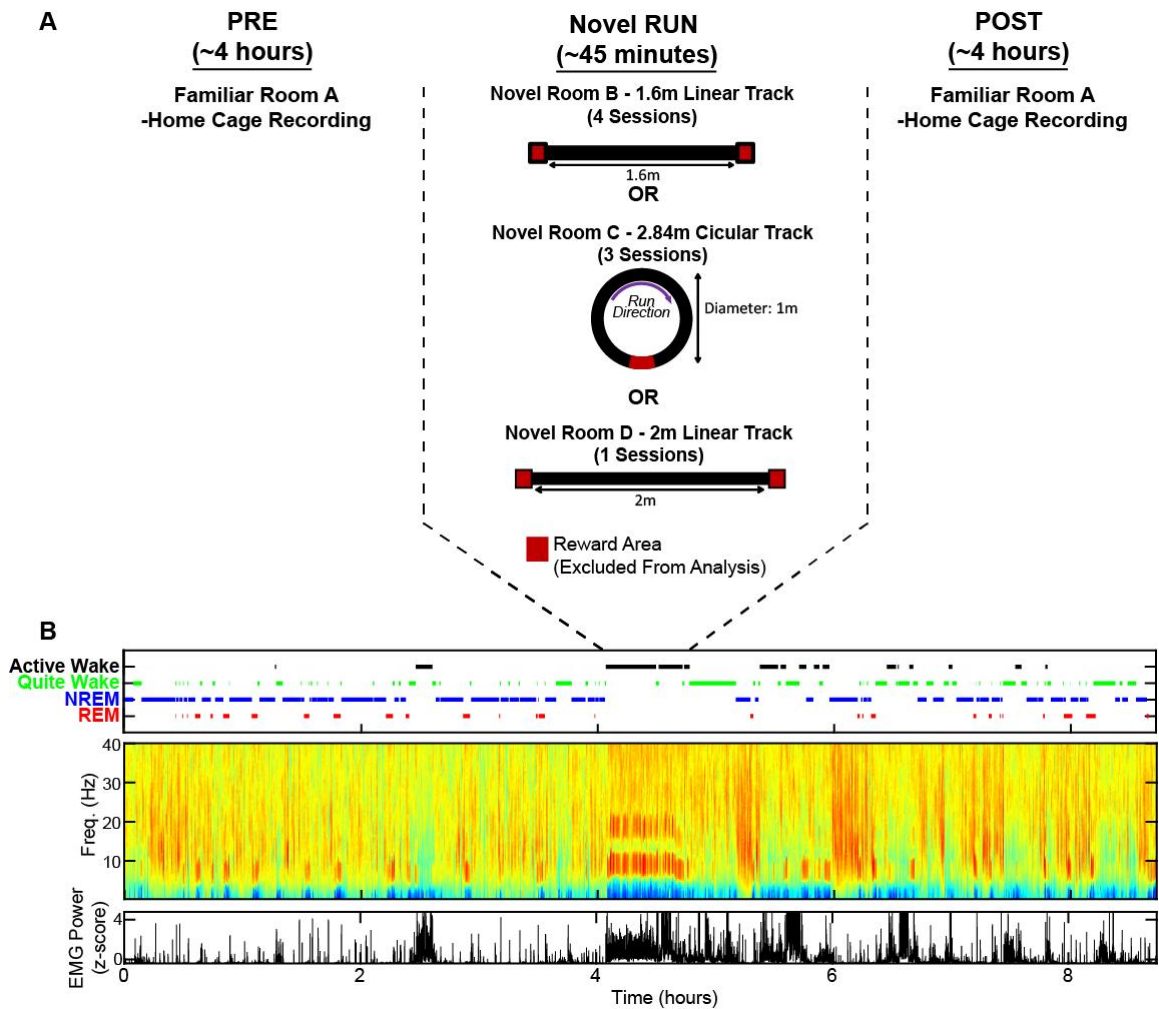 A
PRE
(~4 hours)
Familiar Room A
-Home Cage Recording
Novel RUN
(~45 minutes)
Novel Room B - 1.6m Linear Track
(4 Sessions)
1.6m
OR
Novel Room C - 2.84m Cicular Track
(3 Sessions)
Run
Direction
Diameter: 1m
OR
Novel Room D - 2m Linear Track
(1 Sessions)
2m
Reward Area
(Excluded From Analysis)
POST
(~4 hours)
Familiar Room A
-Home Cage Recording
B
Active Wake
Quite Wake
NREM
REM
Freq. (Hz)
40
30
20
10
EMG Power
(z-score)
4
0
0 2 4 6 8
Time (hours)